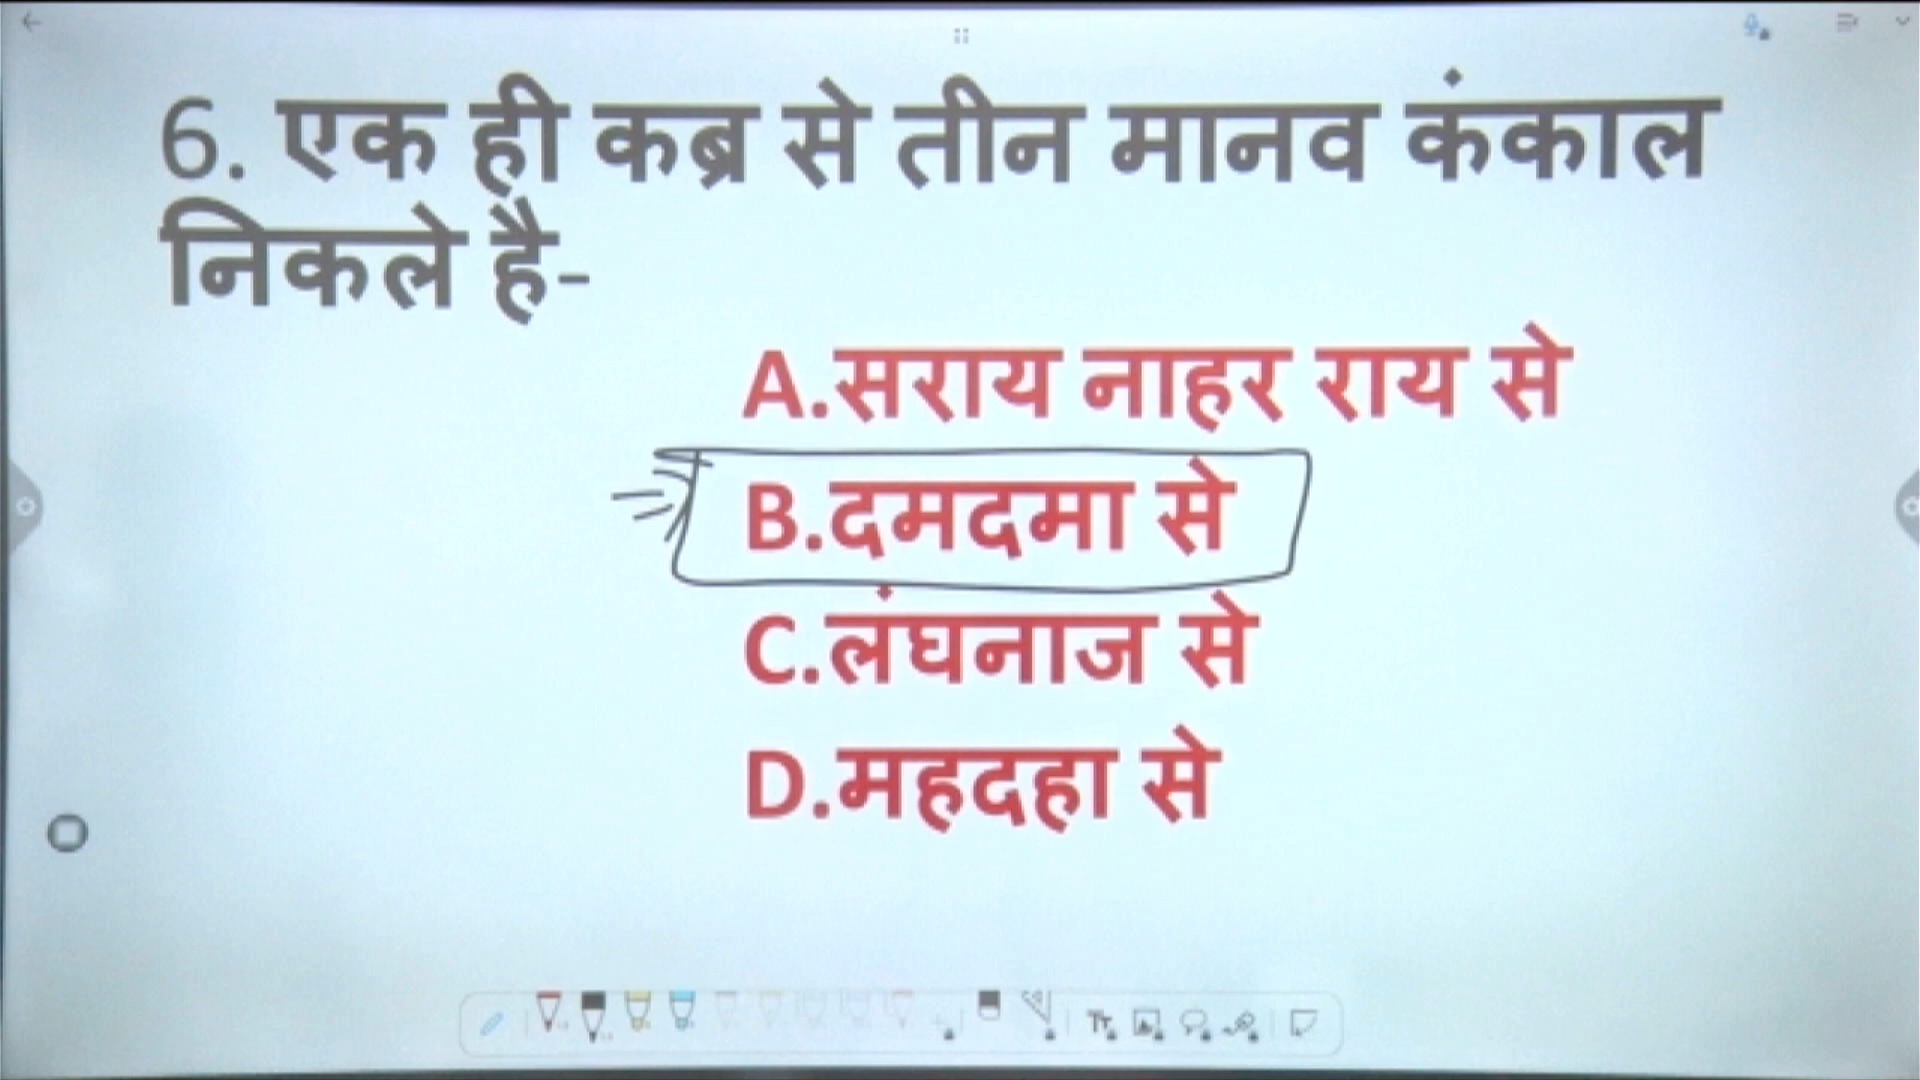 6. एक ही कब्र से तीन मानव कंकाल
निकले है-
A.सराय नाहर राय से
B.दमदमा से
C.लंघनाज से
D.महदहा से